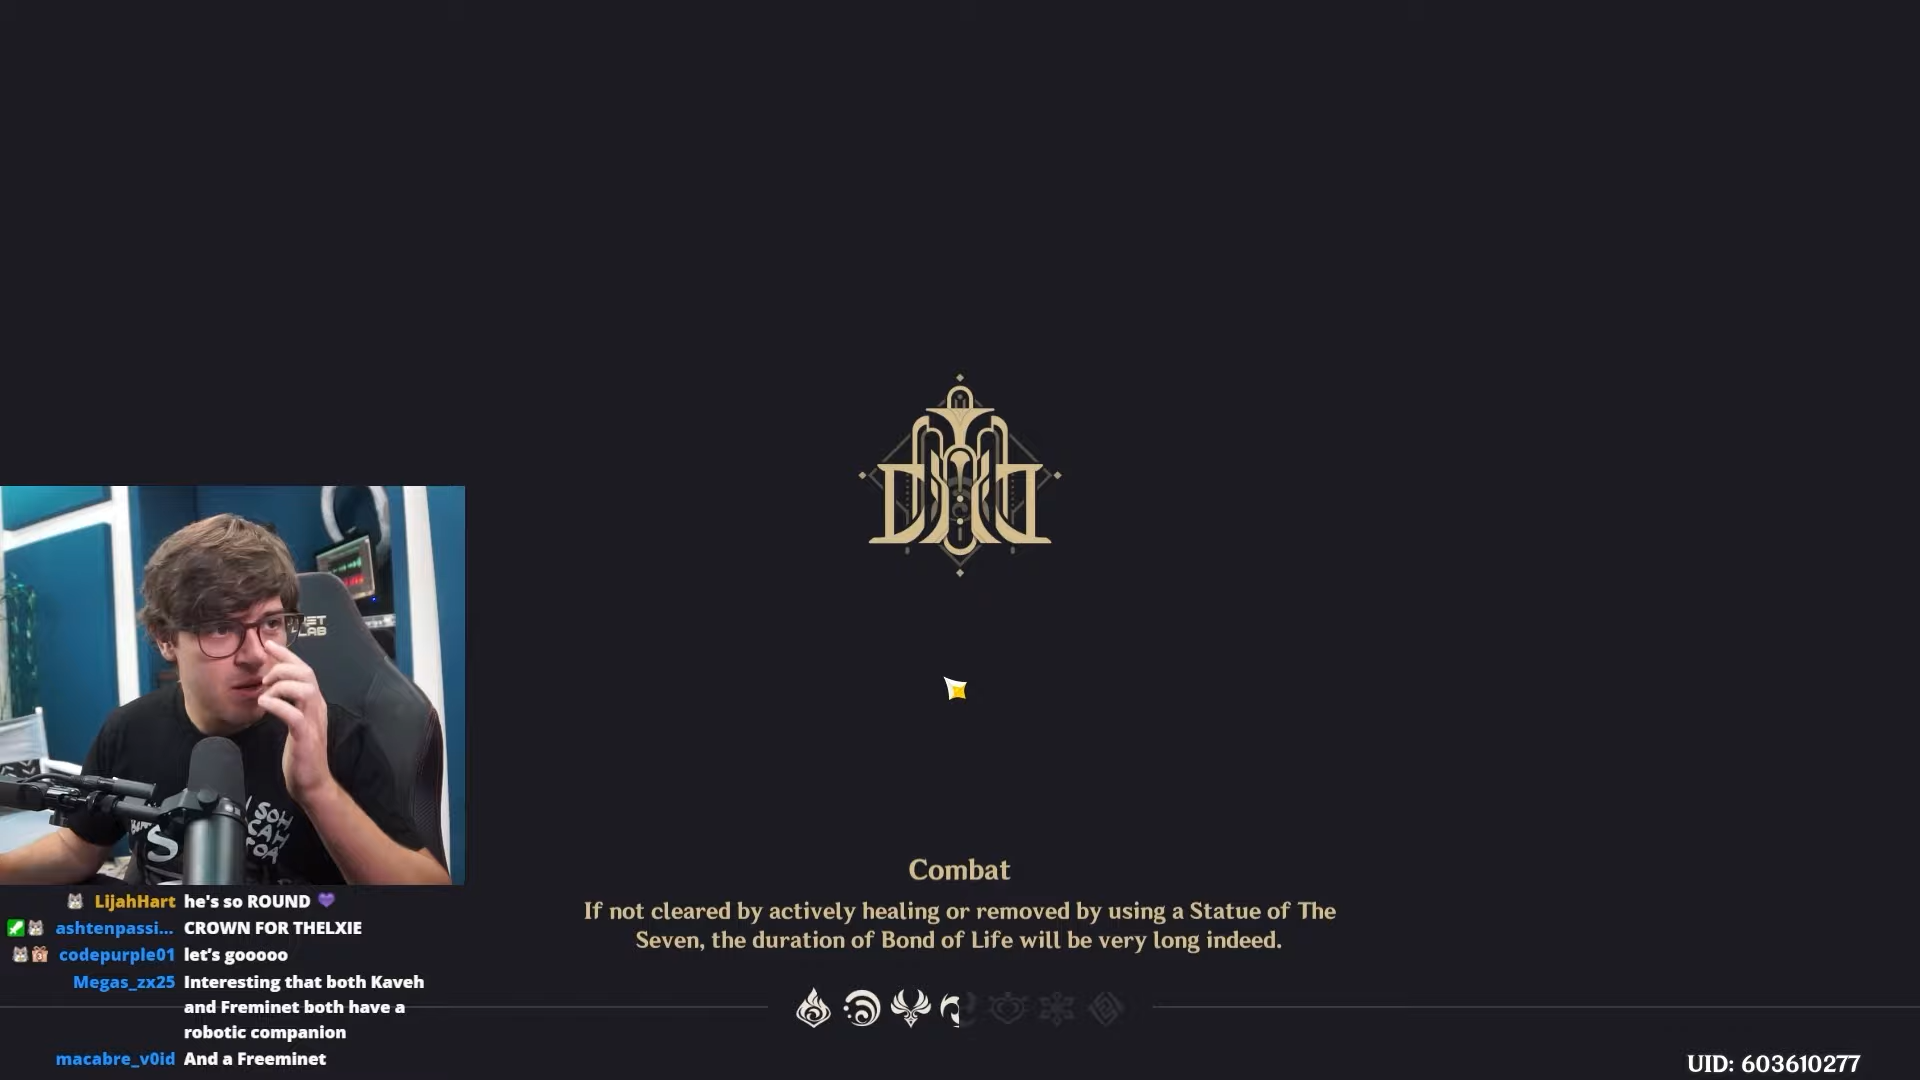 Combat
If not cleared by actively healing or removed by using a Statue of The
Seven, the duration of Bond of Life will be very long indeed.
LijahHart he's so ROUND 💜
ashtenpassi... CROWN FOR THELXIE
codepurple01 let's gooooo
Megas_zx25 Interesting that both Kaveh
and Freminet both have a
robotic companion
macabre_v0id And a Freeminet
UID: 603610277
SOH
CAH